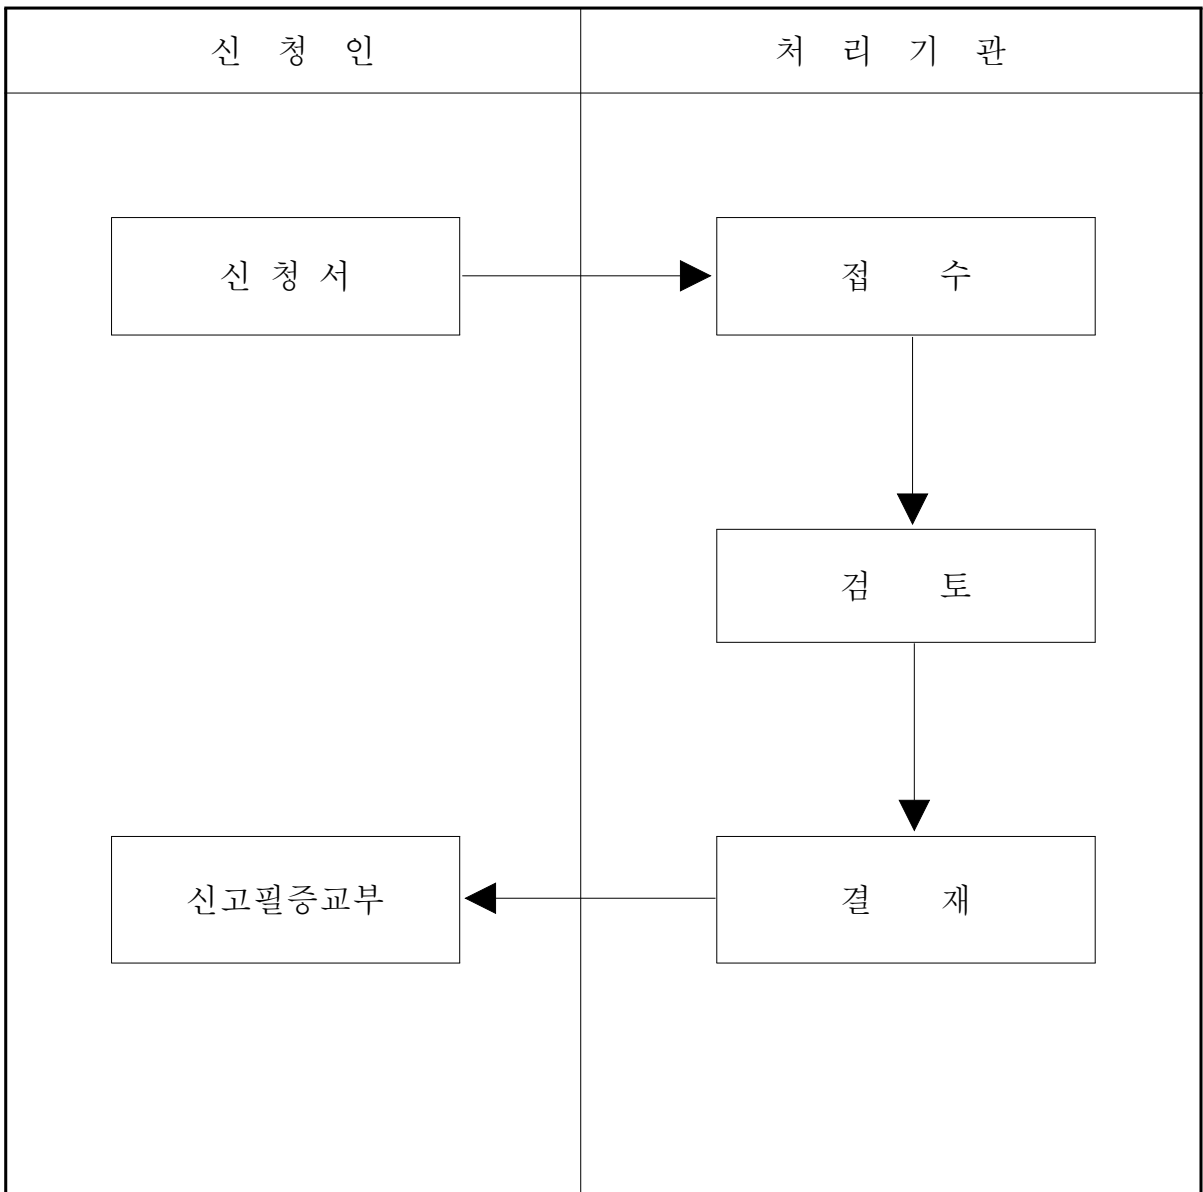 신 청 인
처 리 기 관
신 청 서
접 수
검 토
신고필증교부
결 재